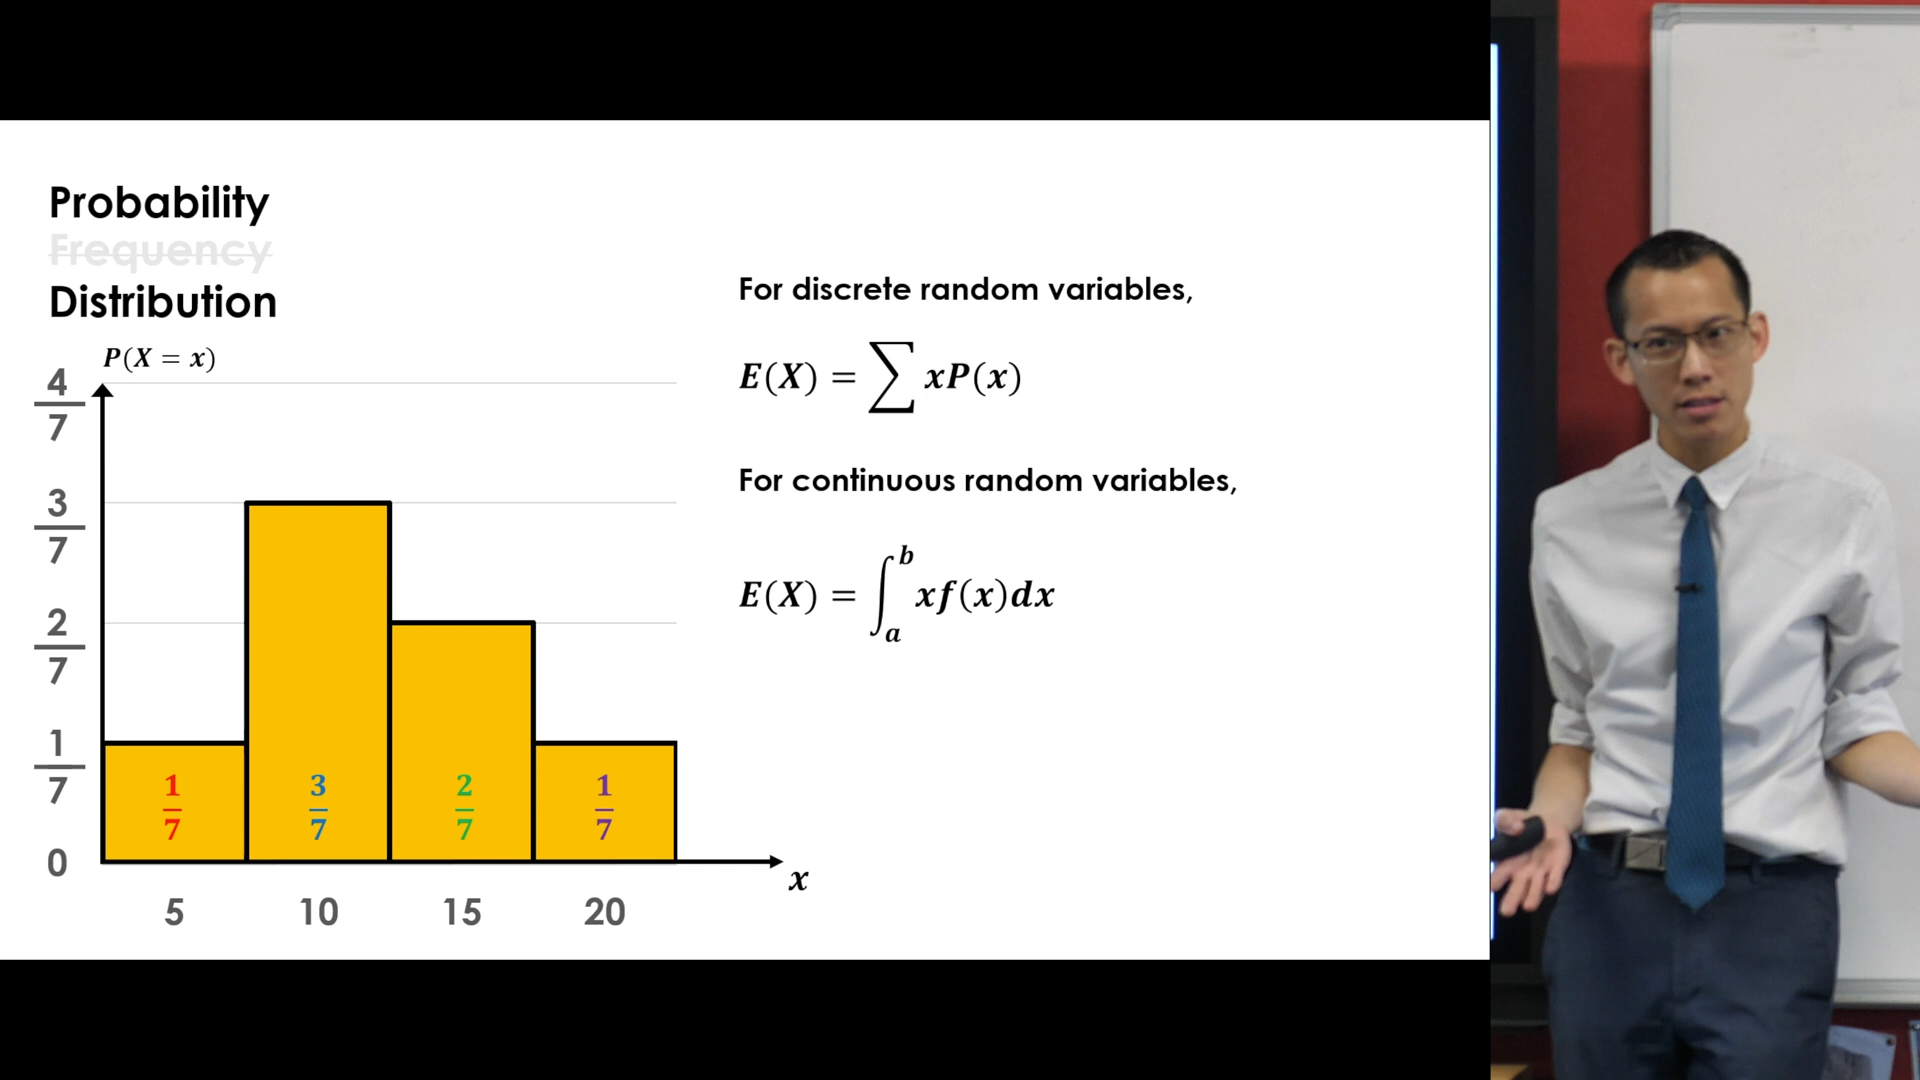 Probability
Frequency
Distribution
P(X = x)
4/7
3/7
2/7
1/7
0
1/7 3/7 2/7 1/7
5 10 15 20
x
For discrete random variables,
E(X) = ∑ xP(x)
For continuous random variables,
E(X) = ∫_a^b xf(x)dx